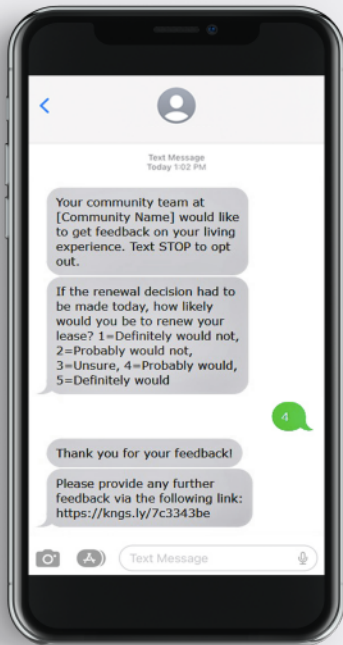 Text Message
Today 1:02 PM
Your community team at
[Community Name] would like
to get feedback on your living
experience. Text STOP to opt
out.
If the renewal decision had to
be made today, how likely
would you be to renew your
lease? 1=Definitely would not,
2=Probably would not,
3=Unsure, 4=Probably would,
5=Definitely would
4
Thank you for your feedback!
Please provide any further
feedback via the following link:
https://kngs.ly/7c3343be
Text Message